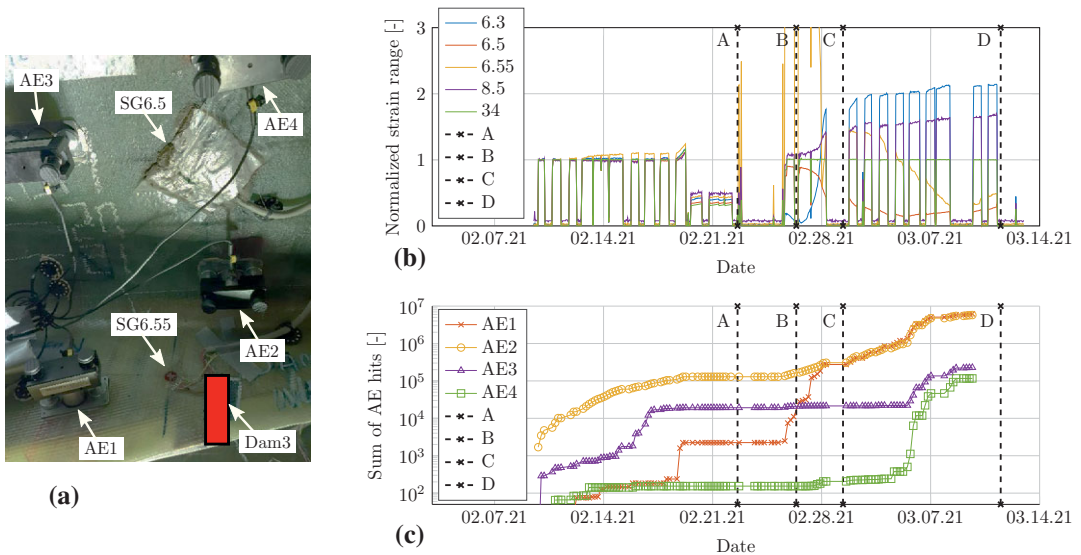 AE3
SG6.5
AE4
SG6.55
AE2
AE1
Dam3
(a)
Normalized strain range [-]
3
2
1
0
6.3
6.5
6.55
8.5
34
A
B
C
D
A
B
C
D
02.07.21
02.14.21
02.21.21
02.28.21
03.07.21
03.14.21
Date
(b)
Sum of AE hits [-]
10^7
10^6
10^5
10^4
10^3
10^2
AE1
AE2
AE3
AE4
A
B
C
D
A
B
C
D
02.07.21
02.14.21
02.21.21
02.28.21
03.07.21
03.14.21
Date
(c)